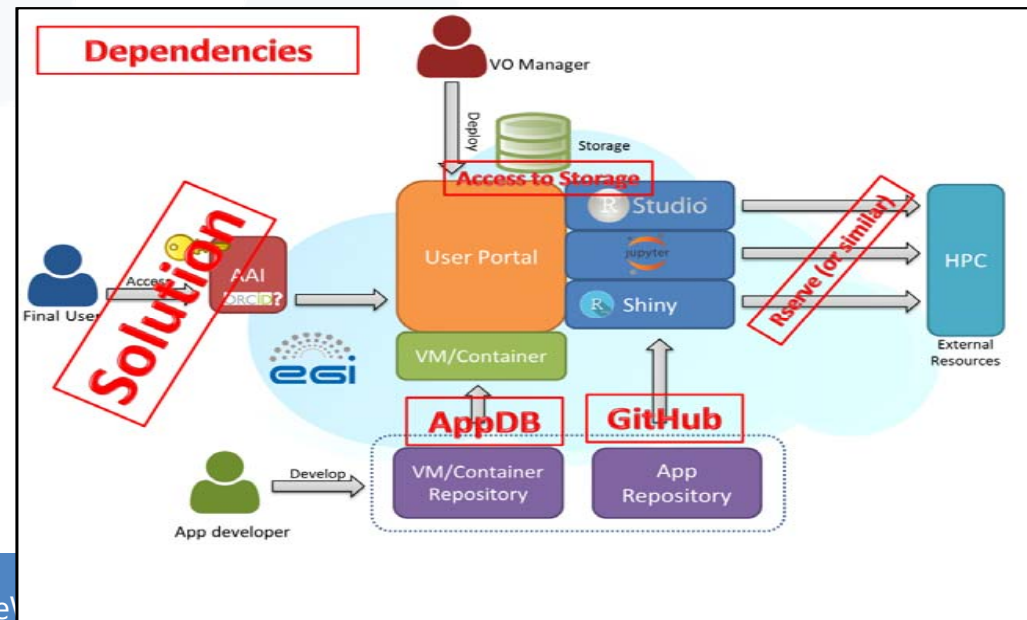 Dependencies
VO Manager
Deploy
Storage
Access to Storage
R Studio
User Portal
jupyter
R Shiny
Rserve (or similar)
HPC
External
Resources
Final User
Access
AAI
ORCID?
Solution
egi
VM/Container
AppDB
GitHub
App developer
Develop
VM/Container
Repository
App
Repository